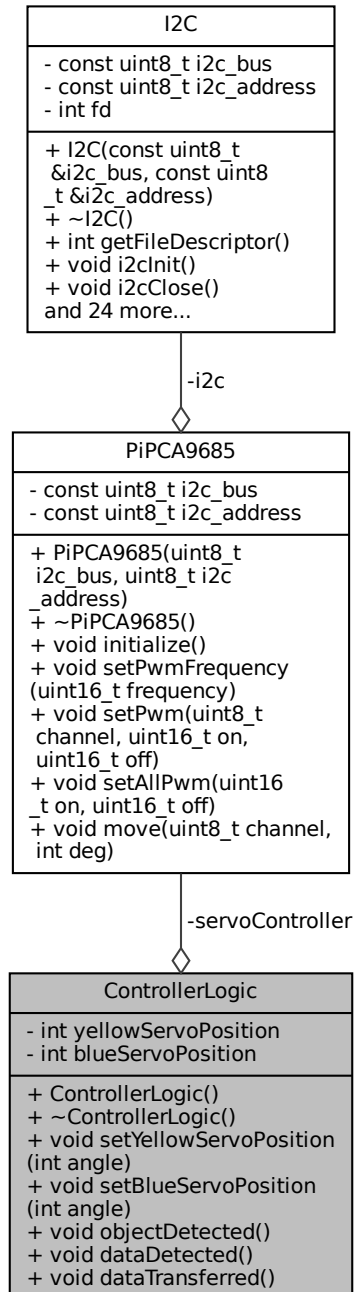 I2C
- const uint8_t i2c_bus
- const uint8_t i2c_address
- int fd
+ I2C(const uint8_t
&i2c_bus, const uint8
_t &i2c_address)
+ ~I2C()
+ int getFileDescriptor()
+ void i2cInit()
+ void i2cClose()
and 24 more...
-i2c
PiPCA9685
- const uint8_t i2c_bus
- const uint8_t i2c_address
+ PiPCA9685(uint8_t
i2c_bus, uint8_t i2c
_address)
+ ~PiPCA9685()
+ void initialize()
+ void setPwmFrequency
(uint16_t frequency)
+ void setPwm(uint8_t
channel, uint16_t on,
uint16_t off)
+ void setAllPwm(uint16
_t on, uint16_t off)
+ void move(uint8_t channel,
int deg)
-servoController
ControllerLogic
- int yellowServoPosition
- int blueServoPosition
+ ControllerLogic()
+ ~ControllerLogic()
+ void setYellowServoPosition
(int angle)
+ void setBlueServoPosition
(int angle)
+ void objectDetected()
+ void dataDetected()
+ void dataTransferred()